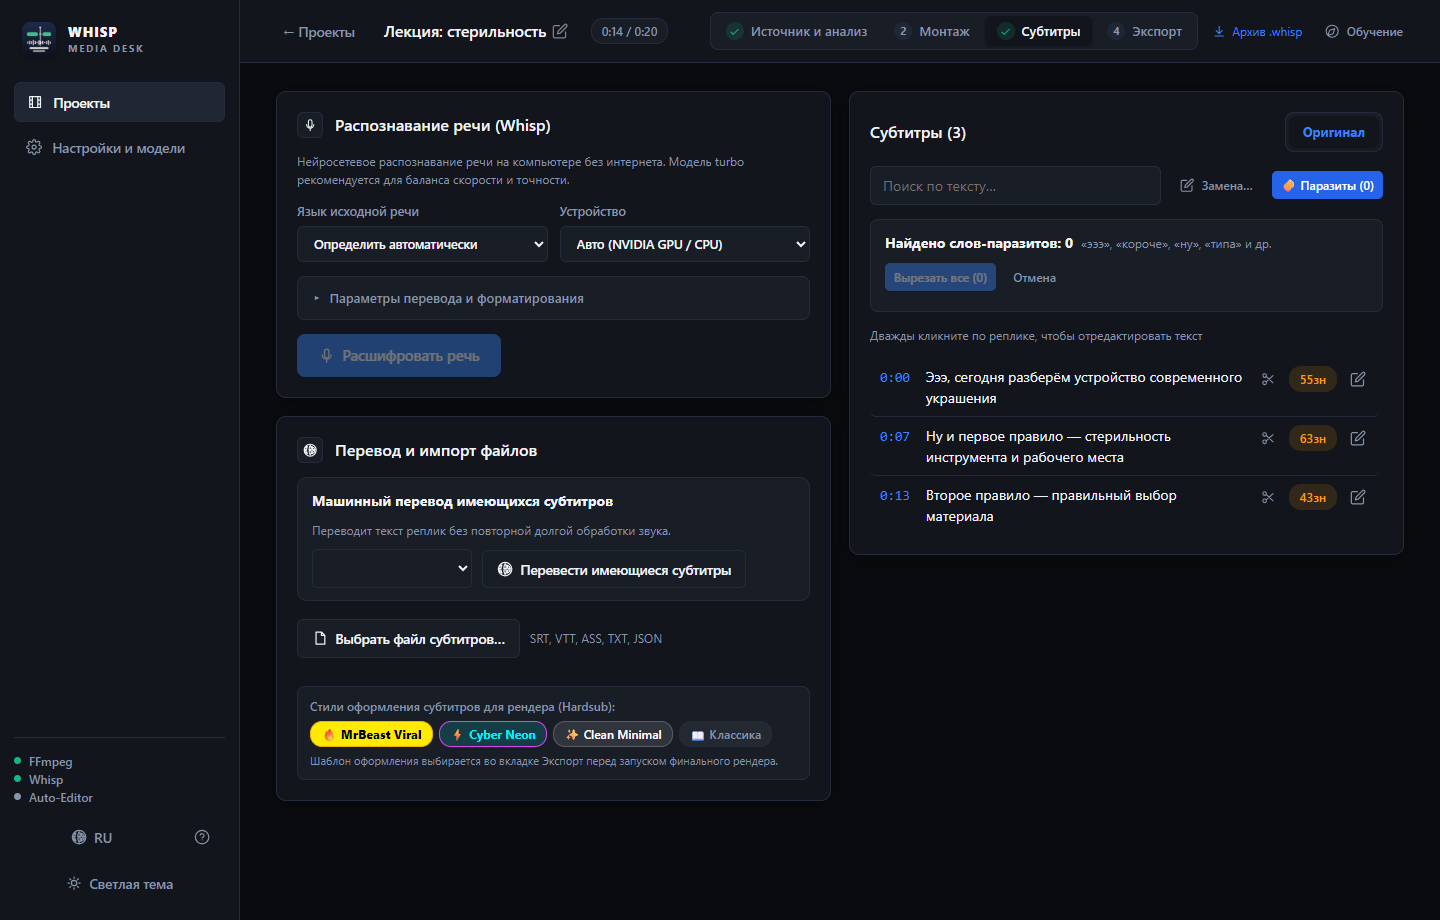 WHISP
MEDIA DESK
Проекты
Настройки и модели
FFmpeg
Whisp
Auto-Editor
RU
Светлая тема
← Проекты
Лекция: стерильность
0:14 / 0:20
Источник и анализ
2 Монтаж
Субтитры
4 Экспорт
Архив .whisp
Обучение
Распознавание речи (Whisp)
Нейросетевое распознавание речи на компьютере без интернета. Модель turbo
рекомендуется для баланса скорости и точности.
Язык исходной речи
Устройство
Определить автоматически
Авто (NVIDIA GPU / CPU)
Параметры перевода и форматирования
Расшифровать речь
Перевод и импорт файлов
Машинный перевод имеющихся субтитров
Переводит текст реплик без повторной долгой обработки звука.
Перевести имеющиеся субтитры
Выбрать файл субтитров...
SRT, VTT, ASS, TXT, JSON
Стили оформления субтитров для рендера (Hardsub):
MrBeast Viral
Cyber Neon
Clean Minimal
Классика
Шаблон оформления выбирается во вкладке Экспорт перед запуском финального рендера.
Субтитры (3)
Оригинал
Поиск по тексту...
Замена...
Паразиты (0)
Найдено слов-паразитов: 0 «эээ», «короче», «ну», «типа» и др.
Вырезать все (0)
Отмена
Дважды кликните по реплике, чтобы отредактировать текст
0:00 Эээ, сегодня разберём устройство современного
украшения
55зн
0:07 Ну и первое правило — стерильность
инструмента и рабочего места
63зн
0:13 Второе правило — правильный выбор
материала
43зн